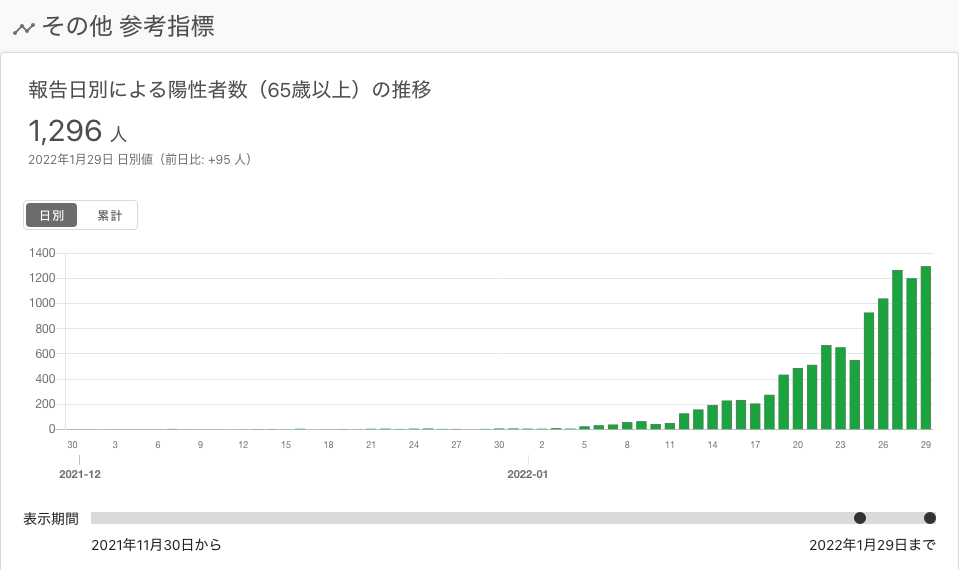 その他 参考指標
報告日別による陽性者数（65歳以上）の推移
1,296 人
2022年1月29日 日別値（前日比: +95 人）
日別 累計
1400
1200
1000
800
600
400
200
0
30 3 6 9 12 15 18 21 24 27 30 2 5 8 11 14 17 20 23 26 29
2021-12 2022-01
表示期間
2021年11月30日から 2022年1月29日まで